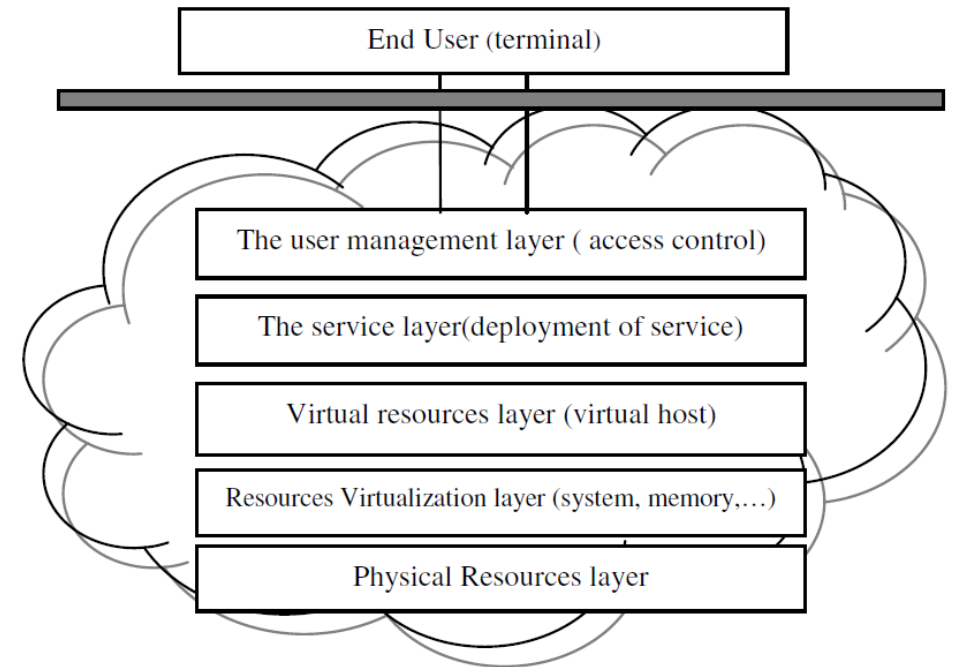 End User (terminal)
The user management layer ( access control)
The service layer(deployment of service)
Virtual resources layer (virtual host)
Resources Virtualization layer (system, memory,…)
Physical Resources layer